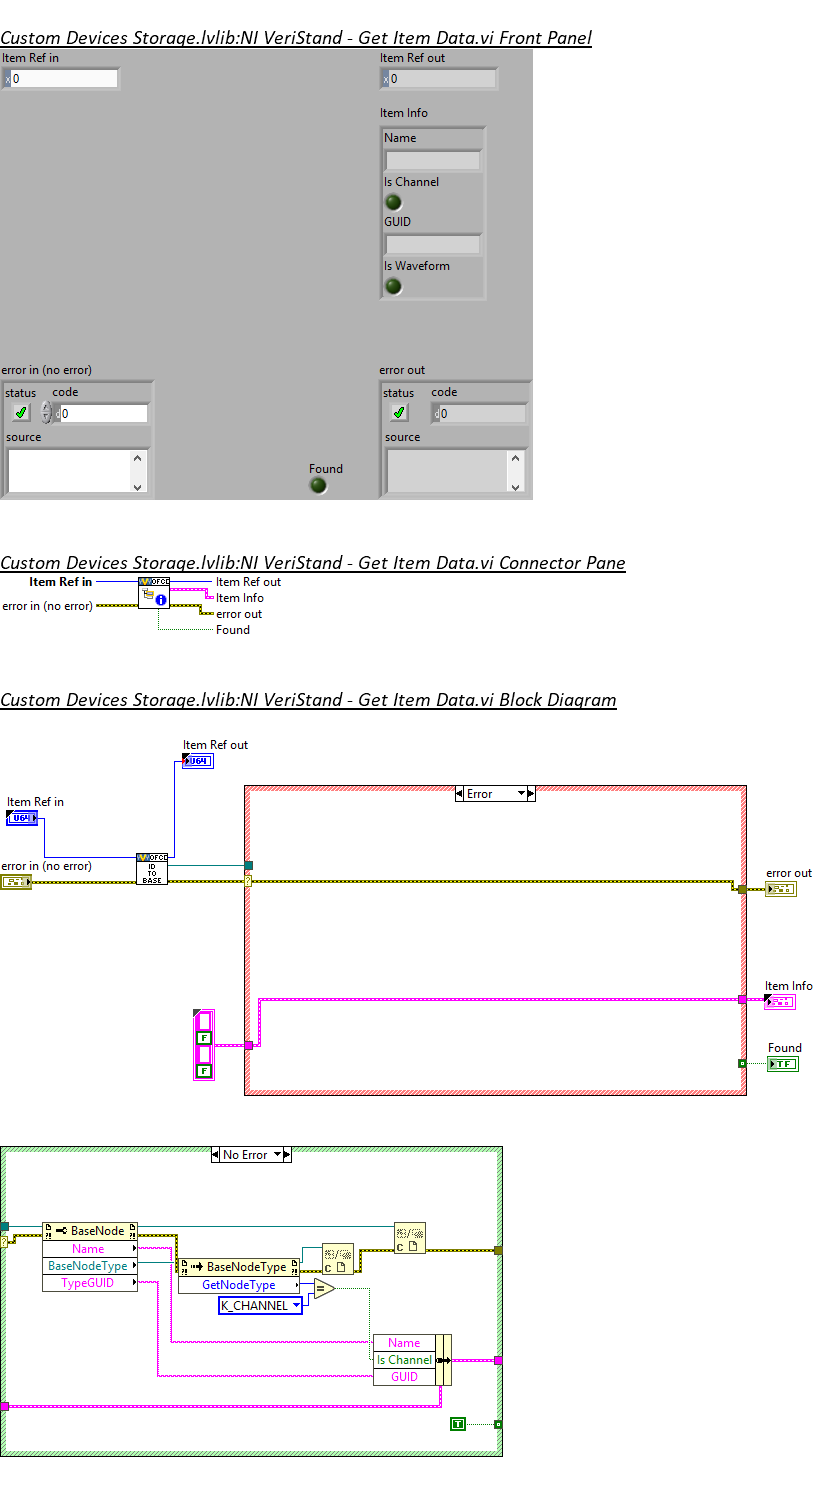 Custom Devices Storage.lvlib:NI VeriStand - Get Item Data.vi Front Panel
Item Ref in
x 0
Item Ref out
x 0
Item Info
Name
Is Channel
GUID
Is Waveform
error in (no error)
status code
d 0
source
error out
status code
d 0
source
Found
Custom Devices Storage.lvlib:NI VeriStand - Get Item Data.vi Connector Pane
Item Ref in
error in (no error)
OFCD
i
Item Ref out
Item Info
error out
Found
Custom Devices Storage.lvlib:NI VeriStand - Get Item Data.vi Block Diagram
Item Ref out
U64
Item Ref in
U64
error in (no error)
OFCD
ID
TO
BASE
Error
?
error out
Item Info
F
F
Found
TF
No Error
?
BaseNode
Name
BaseNodeType
TypeGUID
BaseNodeType
GetNodeType
K_CHANNEL
C
C
=
Name
Is Channel
GUID
T